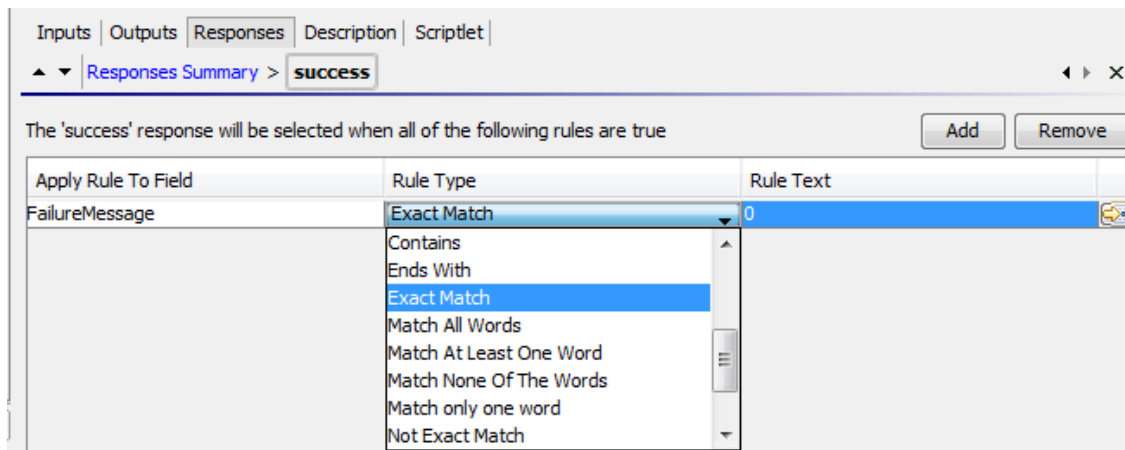 Inputs Outputs Responses Description Scriptlet
Responses Summary > success
The 'success' response will be selected when all of the following rules are true Add Remove
Apply Rule To Field Rule Type Rule Text
FailureMessage Exact Match 0
Contains
Ends With
Exact Match
Match All Words
Match At Least One Word
Match None Of The Words
Match only one word
Not Exact Match